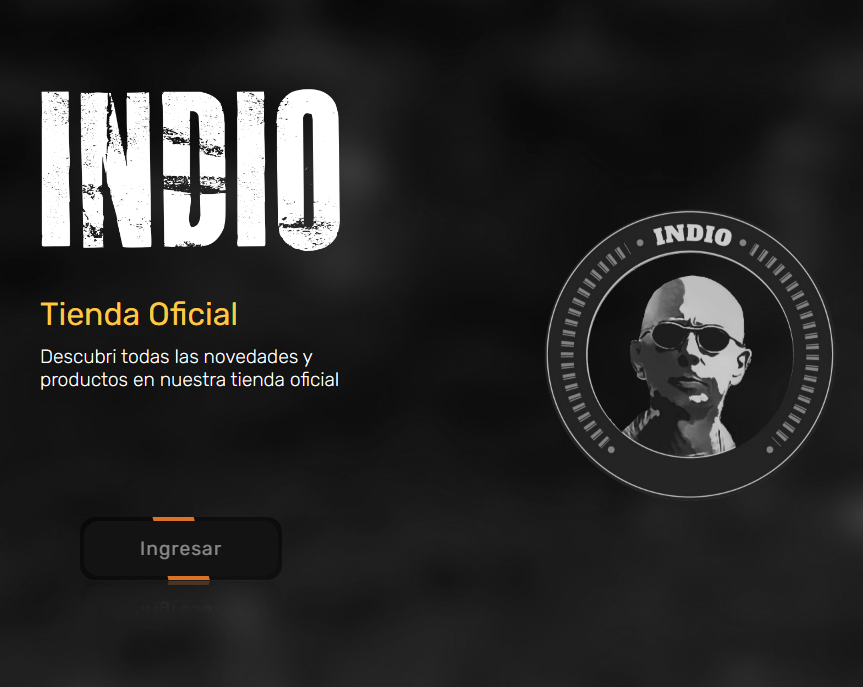 INDIO
INDIO
Tienda Oficial
Descubri todas las novedades y
productos en nuestra tienda oficial
Ingresar